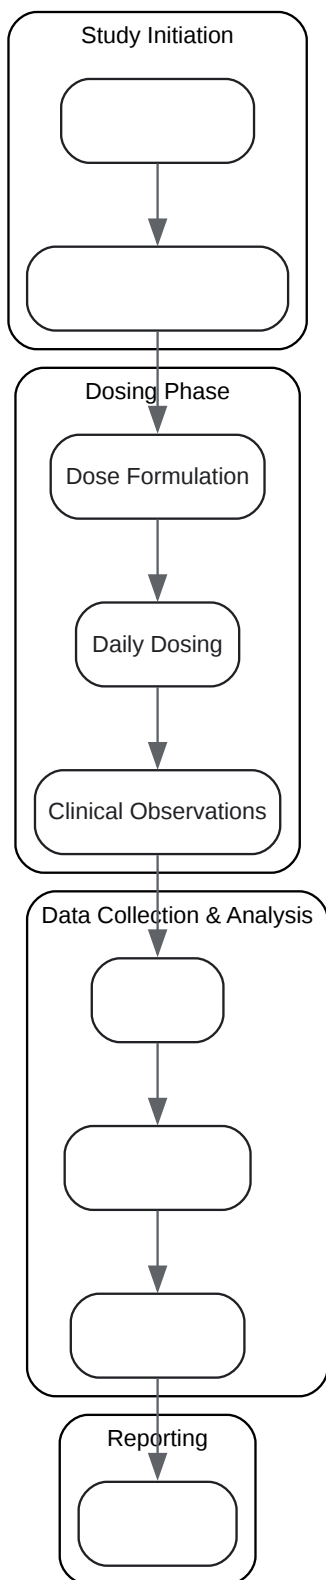 Study Initiation
Dosing Phase
Dose Formulation
Daily Dosing
Clinical Observations
Data Collection & Analysis
Reporting